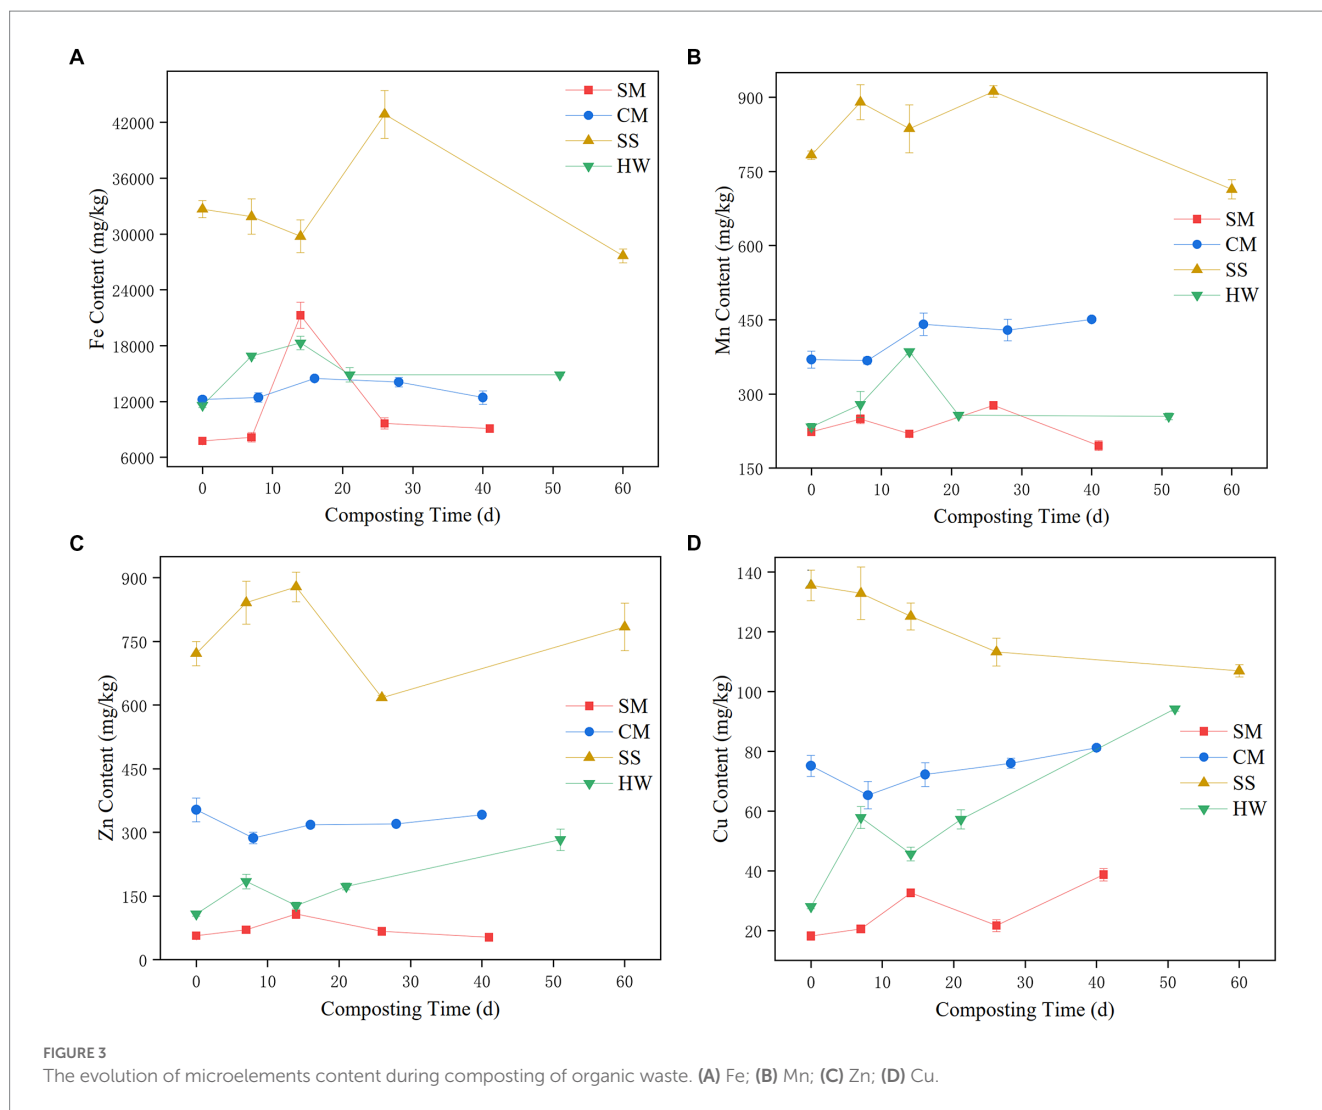 A
SM
CM
SS
HW
42000
36000
30000
24000
18000
12000
6000
Fe Content (mg/kg)
0 10 20 30 40 50 60
Composting Time (d)
B
900
750
600
450
300
150
Mn Content (mg/kg)
SM
CM
SS
HW
0 10 20 30 40 50 60
Composting Time (d)
C
900
750
600
450
300
150
0
Zn Content (mg/kg)
SM
CM
SS
HW
0 10 20 30 40 50 60
Composting Time (d)
D
140
120
100
80
60
40
20
Cu Content (mg/kg)
SM
CM
SS
HW
0 10 20 30 40 50 60
Composting Time (d)
FIGURE 3
The evolution of microelements content during composting of organic waste. (A) Fe; (B) Mn; (C) Zn; (D) Cu.